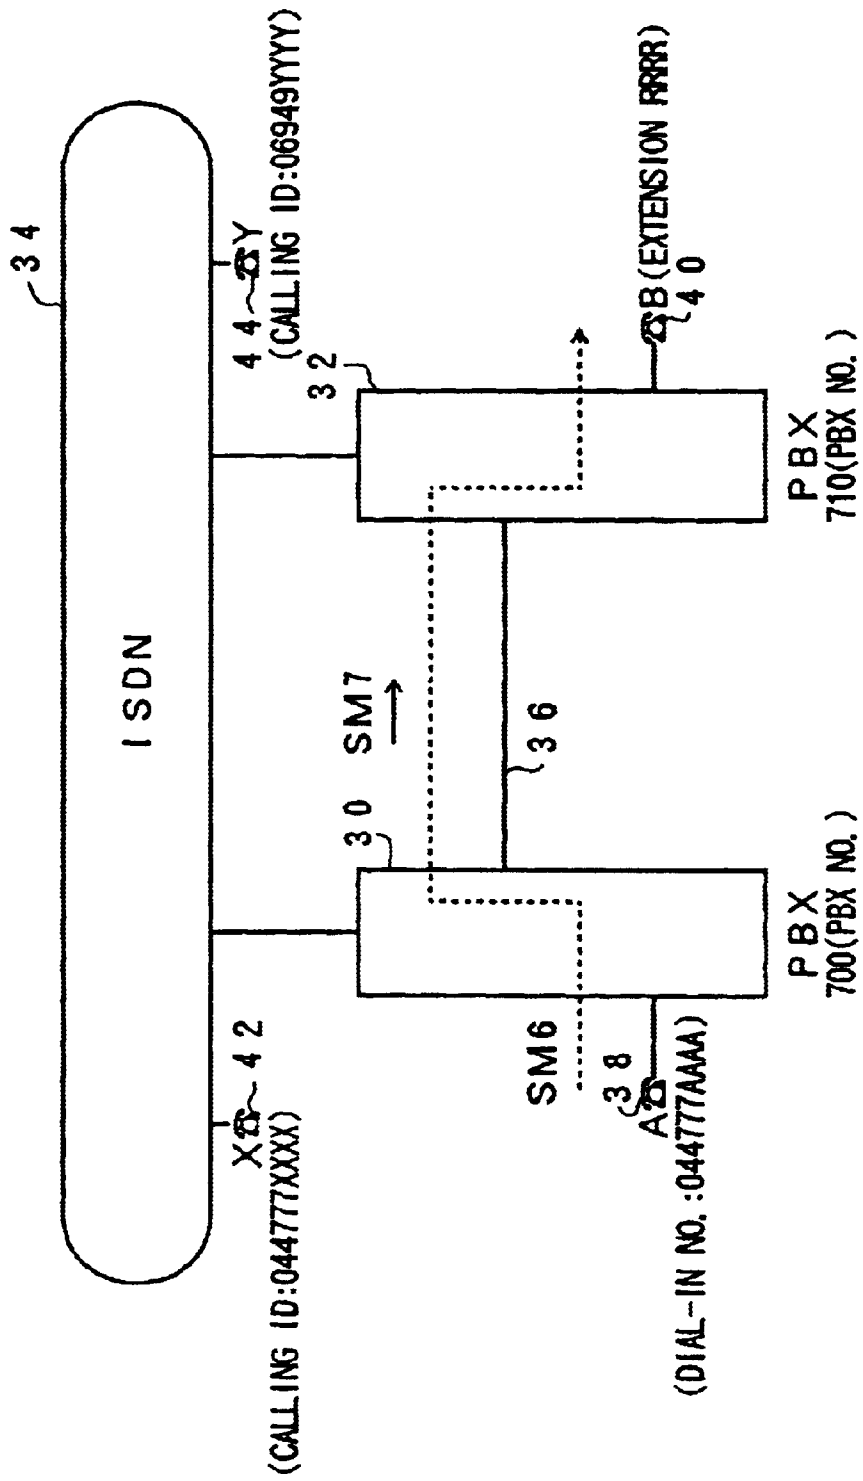 34
ISDN
X 42
(CALLING ID:044777XXXX)
Y
44
(CALLING ID:06949YYYY)
30
SM7
32
36
SM6
38
A
(DIAL-IN NO.:044777AAAA)
B(EXTENSION RRRR)
40
PBX
700(PBX NO.)
PBX
710(PBX NO.)